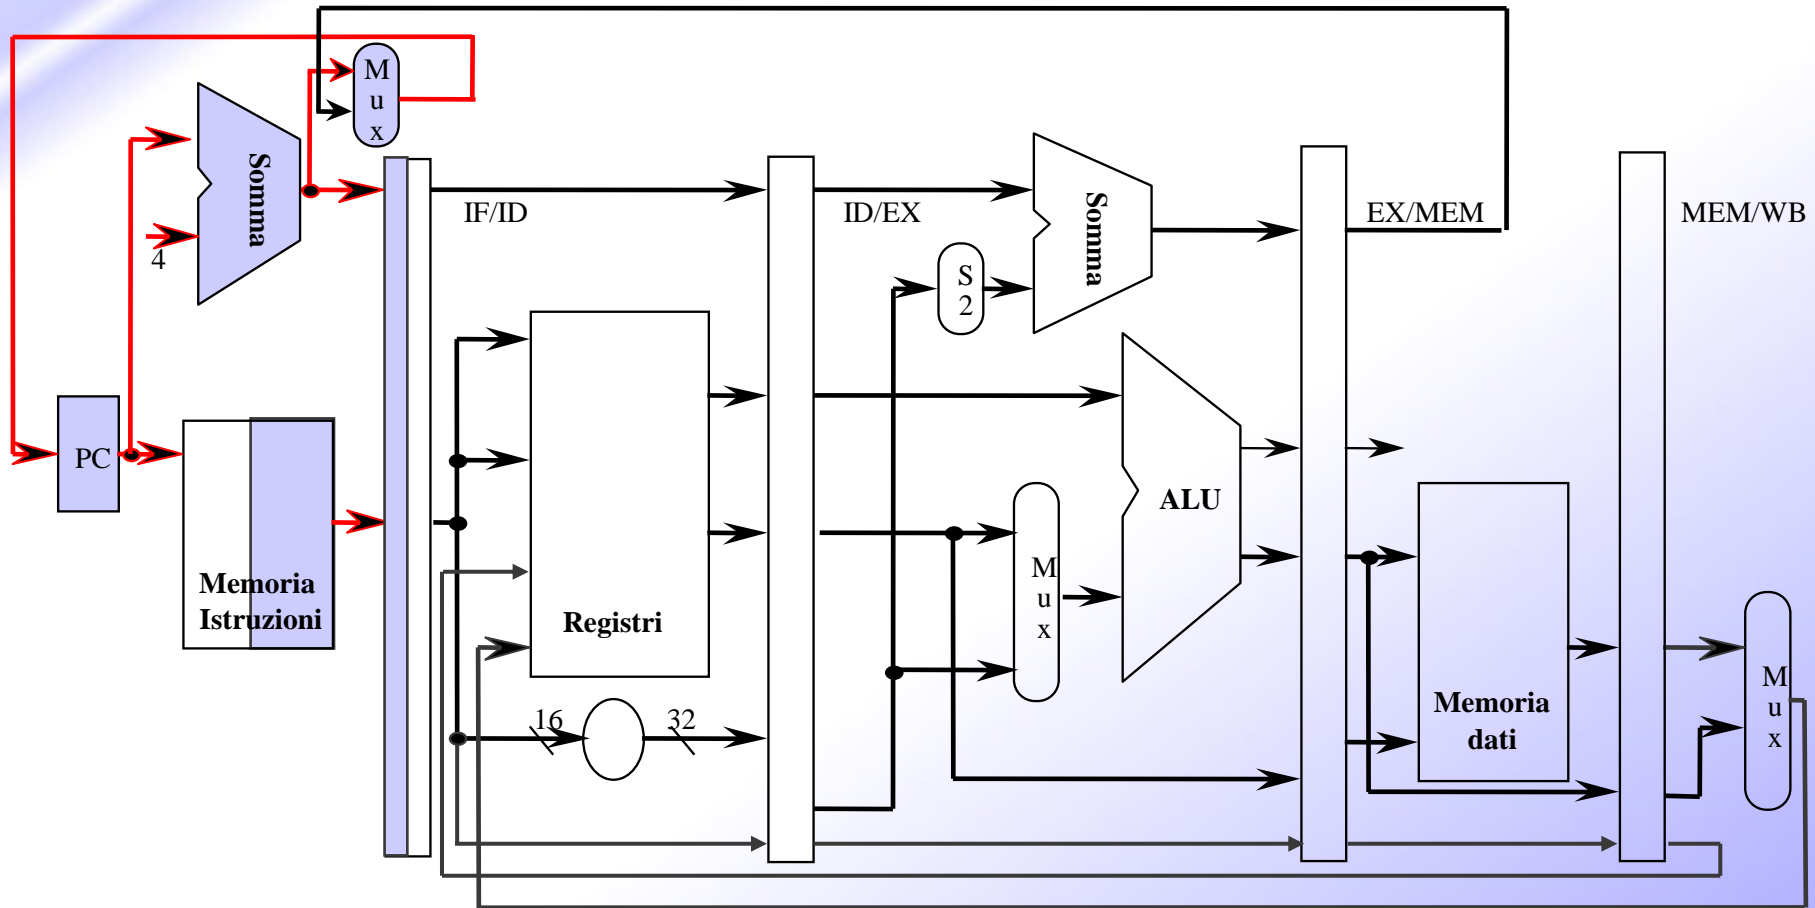 M
u
x
Somma
4
IF/ID
ID/EX
EX/MEM
MEM/WB
Somma
S
2
PC
ALU
Memoria
Istruzioni
Registri
M
u
x
Memoria
dati
M
u
x
16
32